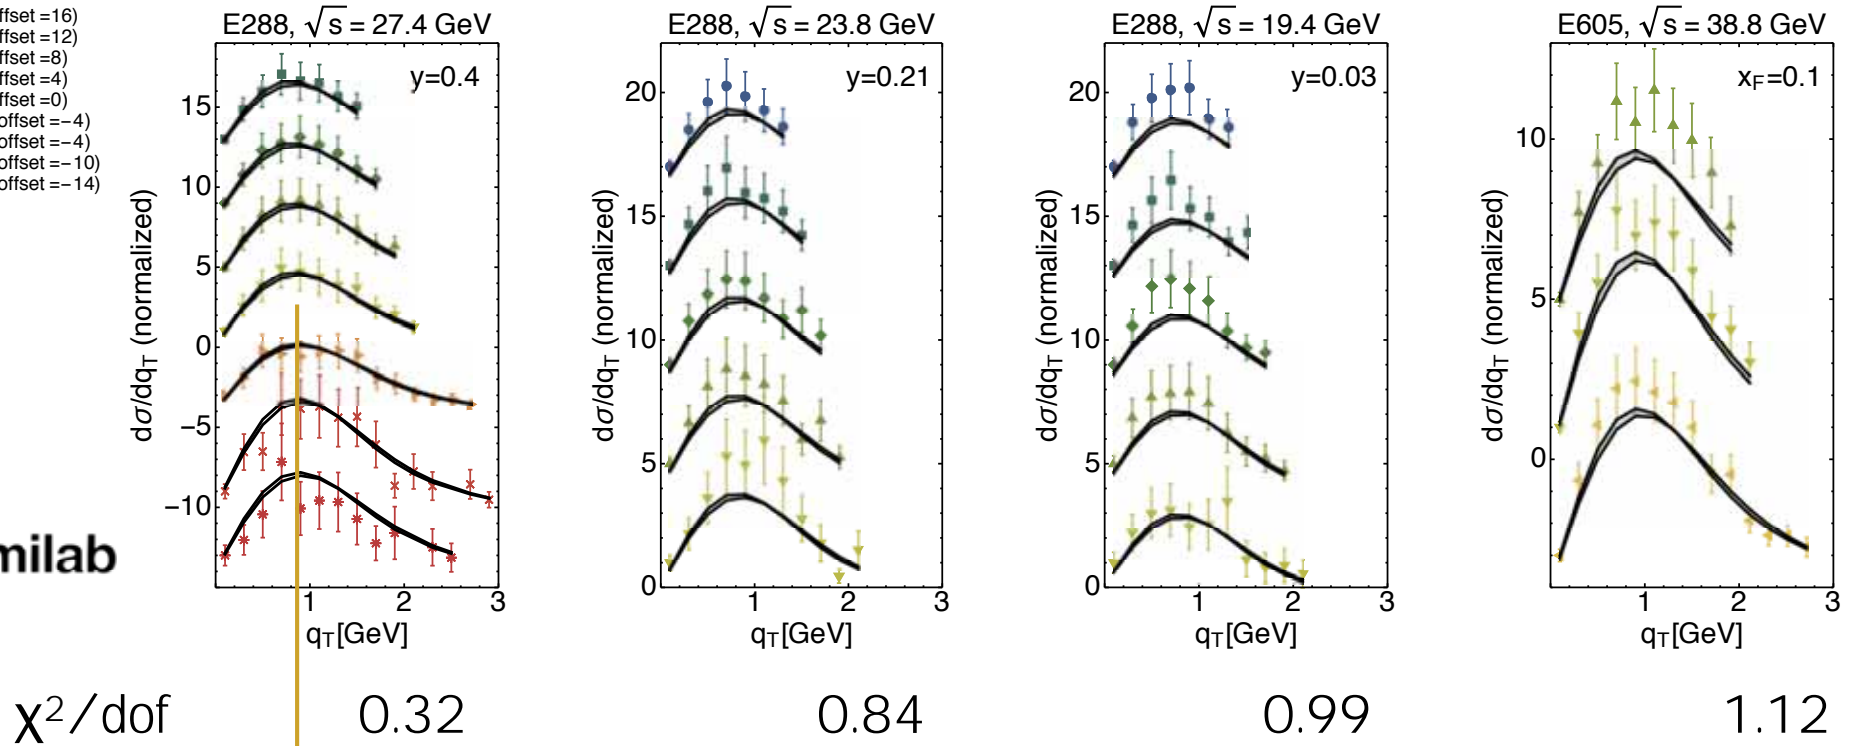 ffset =16)
ffset =12)
ffset =8)
ffset =4)
ffset =0)
offset =−4)
offset =−4)
offset =−10)
offset =−14)
E288, √s = 27.4 GeV
y=0.4
dσ/dqT (normalized)
15
10
5
0
−5
−10
1 2 3
qT[GeV]
E288, √s = 23.8 GeV
y=0.21
dσ/dqT (normalized)
20
15
10
5
0
1 2 3
qT[GeV]
E288, √s = 19.4 GeV
y=0.03
dσ/dqT (normalized)
20
15
10
5
0
1 2 3
qT[GeV]
E605, √s = 38.8 GeV
xF=0.1
dσ/dqT (normalized)
10
5
0
1 2 3
qT[GeV]
milab
χ²/dof 0.32 0.84 0.99 1.12